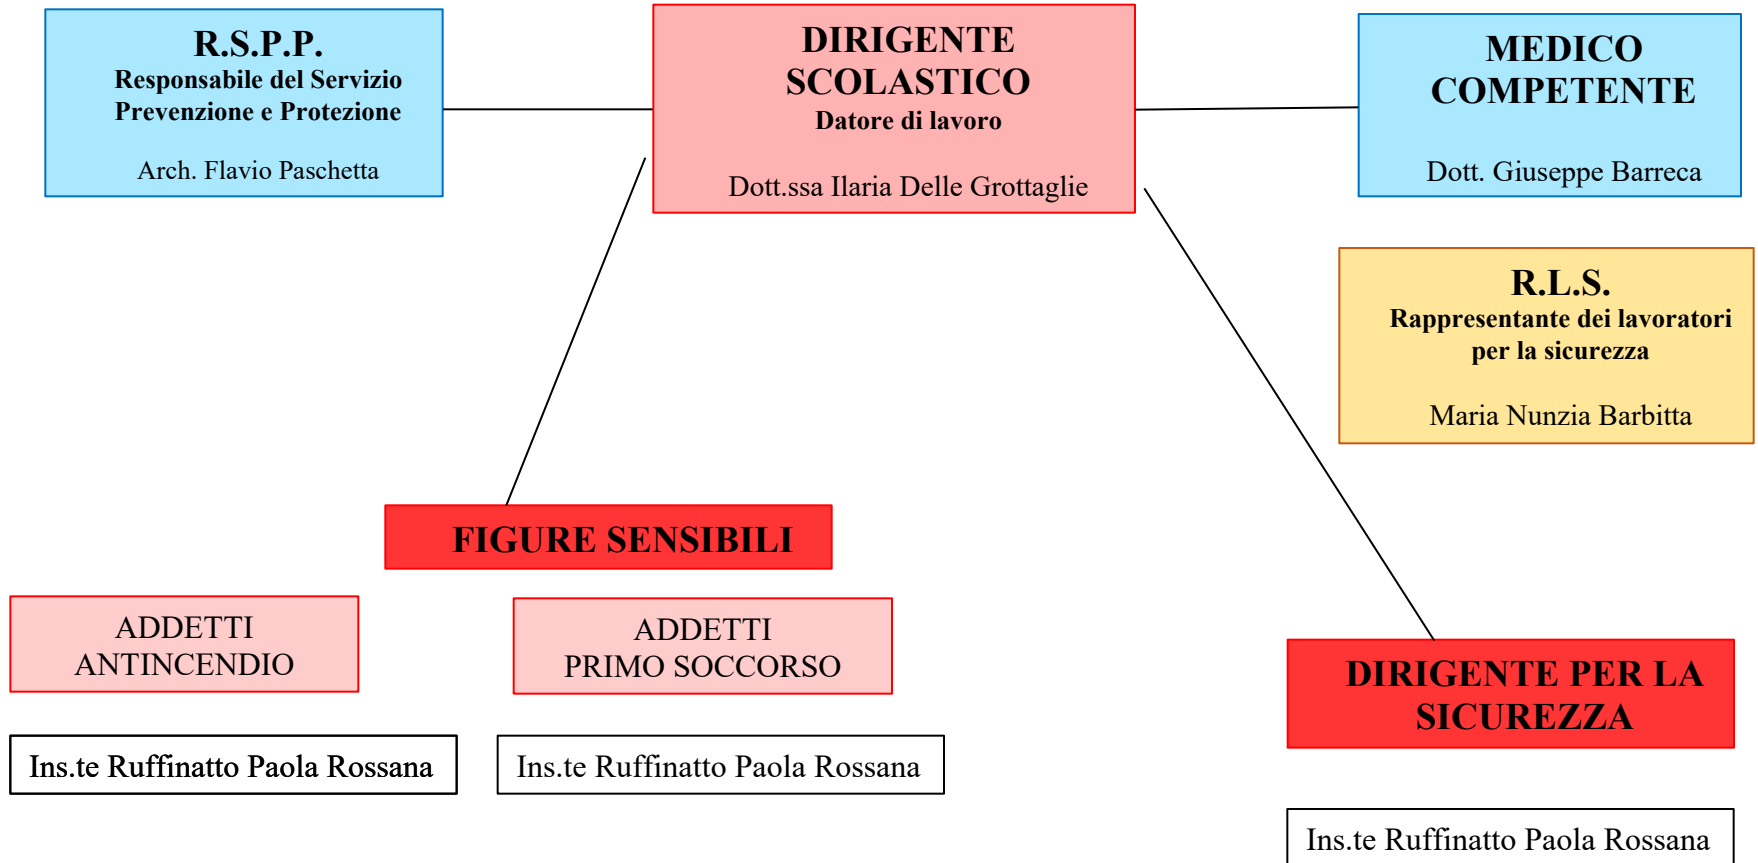 R.S.P.P.
Responsabile del Servizio
Prevenzione e Protezione
Arch. Flavio Paschetta
DIRIGENTE
SCOLASTICO
Datore di lavoro
Dott.ssa Ilaria Delle Grottaglie
MEDICO
COMPETENTE
Dott. Giuseppe Barreca
R.L.S.
Rappresentante dei lavoratori
per la sicurezza
Maria Nunzia Barbitta
FIGURE SENSIBILI
ADDETTI
ANTINCENDIO
ADDETTI
PRIMO SOCCORSO
DIRIGENTE PER LA
SICUREZZA
Ins.te Ruffinatto Paola Rossana
Ins.te Ruffinatto Paola Rossana
Ins.te Ruffinatto Paola Rossana